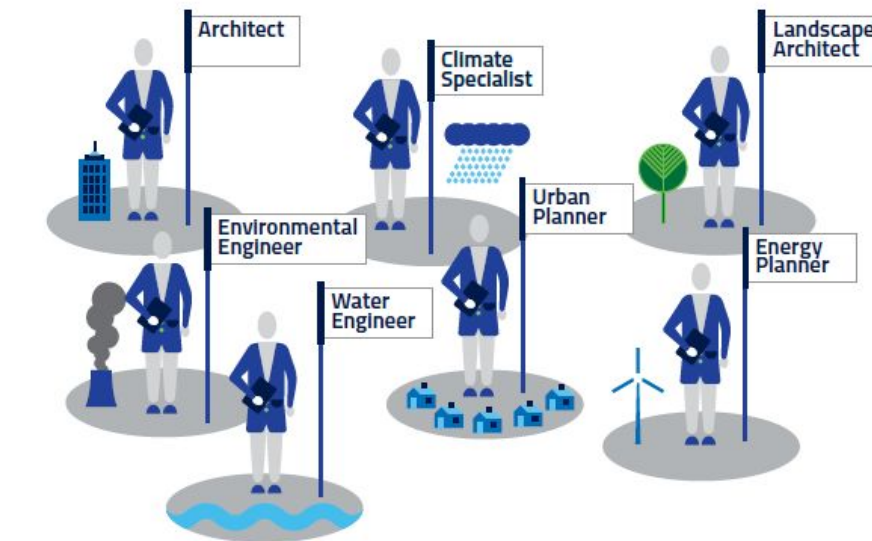 Architect
Climate
Specialist
Landscape
Architect
Environmental
Engineer
Urban
Planner
Energy
Planner
Water
Engineer